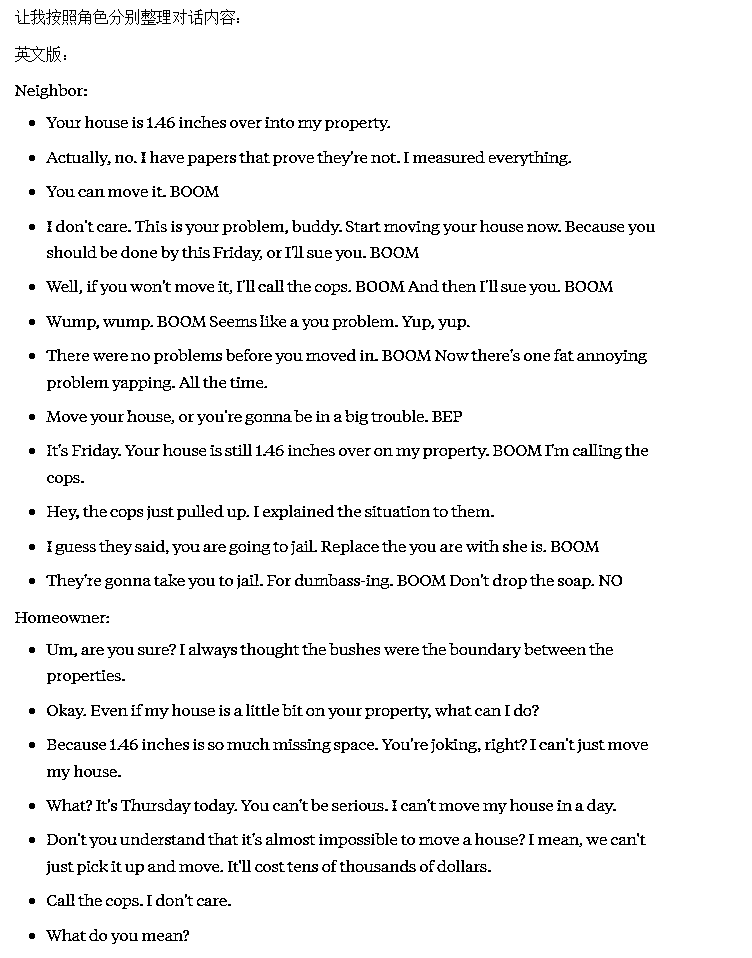 让我按照角色分别整理对话内容：
英文版：
Neighbor:
• Your house is 1.46 inches over into my property.
• Actually, no. I have papers that prove they're not. I measured everything.
• You can move it. BOOM
• I don't care. This is your problem, buddy. Start moving your house now. Because you
should be done by this Friday, or I'll sue you. BOOM
• Well, if you won't move it, I'll call the cops. BOOM And then I'll sue you. BOOM
• Wump, wump. BOOM Seems like a you problem. Yup, yup.
• There were no problems before you moved in. BOOM Now there's one fat annoying
problem yapping. All the time.
• Move your house, or you're gonna be in a big trouble. BEP
• It's Friday. Your house is still 1.46 inches over on my property. BOOM I'm calling the
cops.
• Hey, the cops just pulled up. I explained the situation to them.
• I guess they said, you are going to jail. Replace the you are with she is. BOOM
• They're gonna take you to jail. For dumbass-ing. BOOM Don't drop the soap. NO
Homeowner:
• Um, are you sure? I always thought the bushes were the boundary between the
properties.
• Okay. Even if my house is a little bit on your property, what can I do?
• Because 1.46 inches is so much missing space. You're joking, right? I can't just move
my house.
• What? It's Thursday today. You can't be serious. I can't move my house in a day.
• Don't you understand that it's almost impossible to move a house? I mean, we can't
just pick it up and move. It'll cost tens of thousands of dollars.
• Call the cops. I don't care.
• What do you mean?